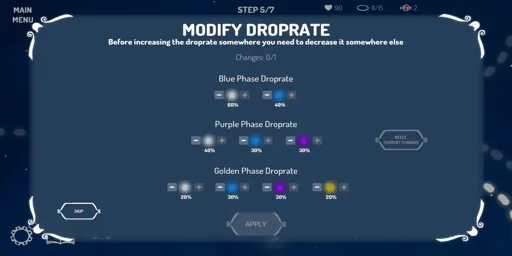 MAIN MENU
STEP 5/7
90
11/15
2
MODIFY DROPRATE
Before increasing the droprate somewhere you need to decrease it somewhere else
Changes: 0/1
Blue Phase Droprate
- + - +
60% 40%
Purple Phase Droprate
- + - + - +
40% 30% 30%
RESET
CURRENT CHANGES
Golden Phase Droprate
- + - + - + - +
20% 30% 30% 20%
SKIP
APPLY